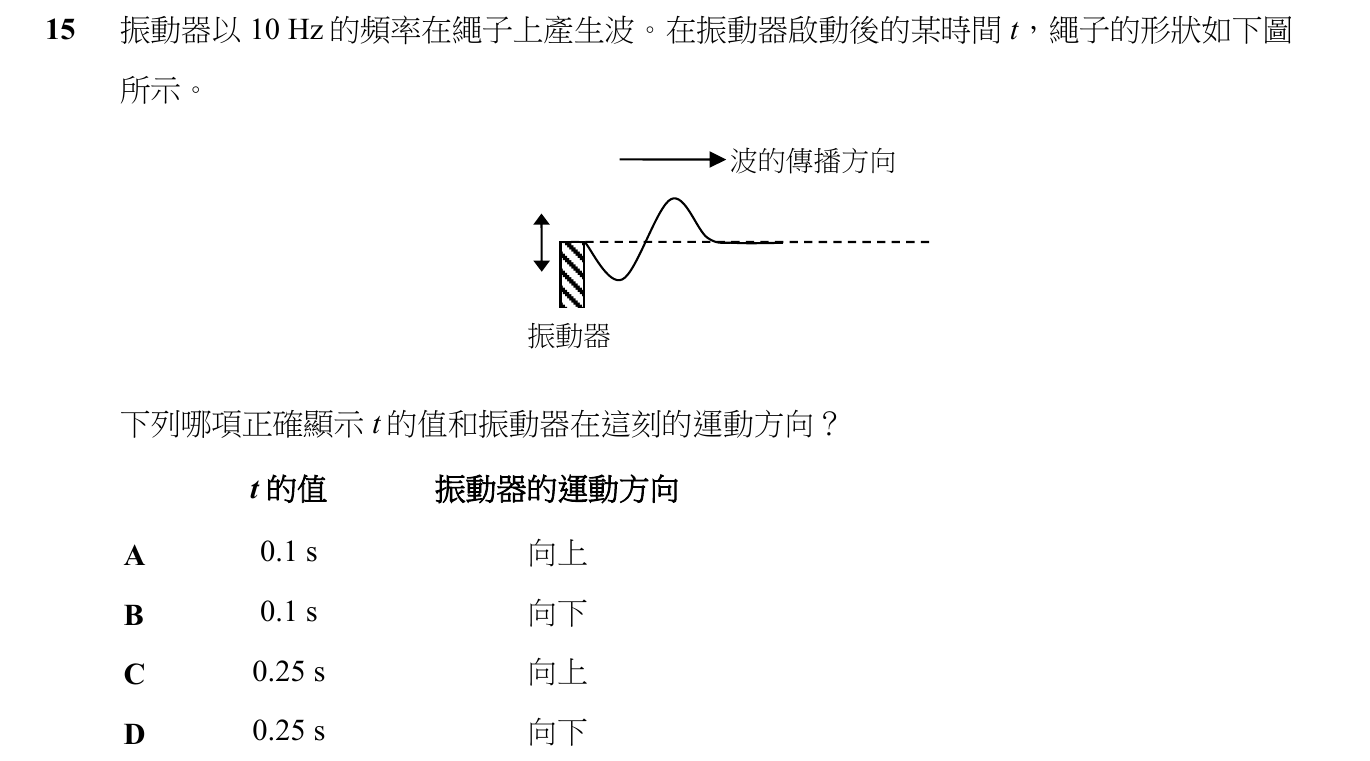 15 振動器以 10 Hz 的頻率在繩子上產生波。在振動器啟動後的某時間 t，繩子的形狀如下圖
所示。
波的傳播方向
振動器
下列哪項正確顯示 t 的值和振動器在這刻的運動方向？
t 的值 振動器的運動方向
A 0.1 s 向上
B 0.1 s 向下
C 0.25 s 向上
D 0.25 s 向下